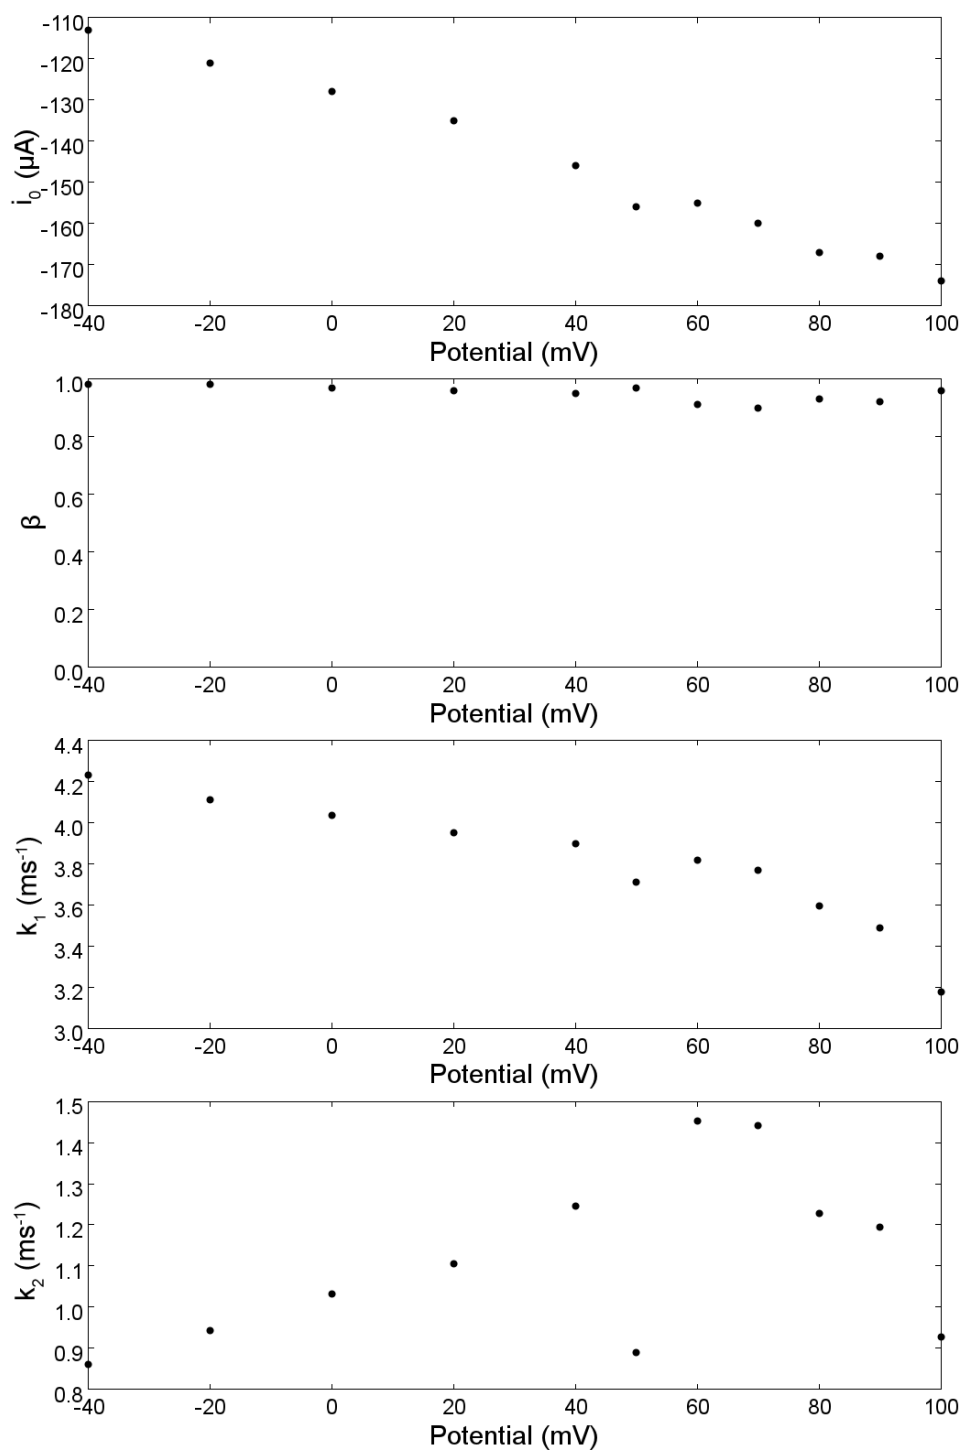 -110
-120
-130
-140
-150
-160
-170
-180
i₀ (µA)
-40 -20 0 20 40 60 80 100
Potential (mV)
1.0
0.8
0.6
0.4
0.2
0.0
β
-40 -20 0 20 40 60 80 100
Potential (mV)
4.4
4.2
4.0
3.8
3.6
3.4
3.2
3.0
k₁ (ms⁻¹)
-40 -20 0 20 40 60 80 100
Potential (mV)
1.5
1.4
1.3
1.2
1.1
1.0
0.9
0.8
k₂ (ms⁻¹)
-40 -20 0 20 40 60 80 100
Potential (mV)